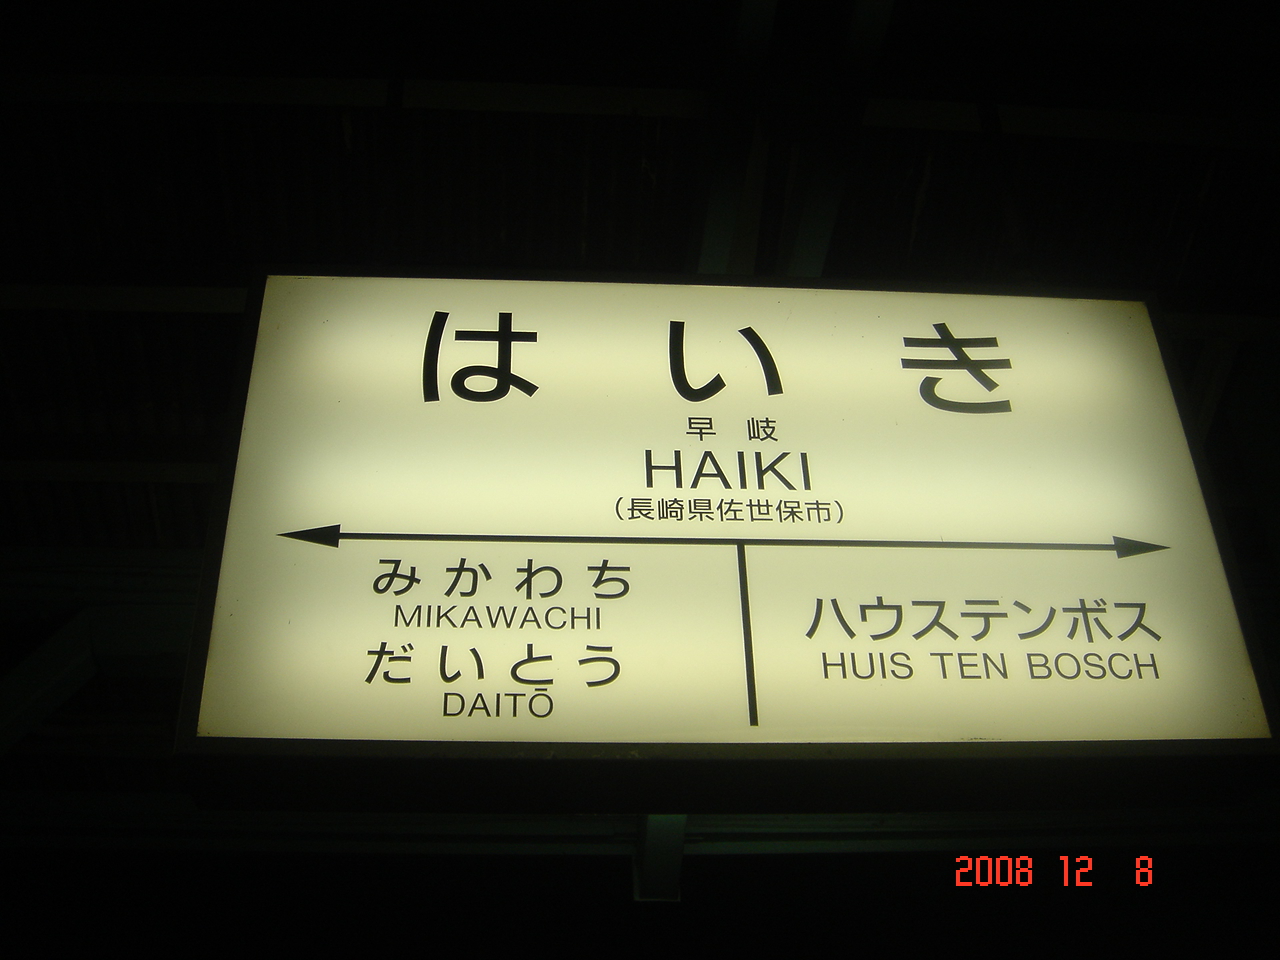 はいき
早岐
HAIKI
(長崎県佐世保市)
みかわち
MIKAWACHI
だいとう
DAITŌ
ハウステンボス
HUIS TEN BOSCH
2008 12 8